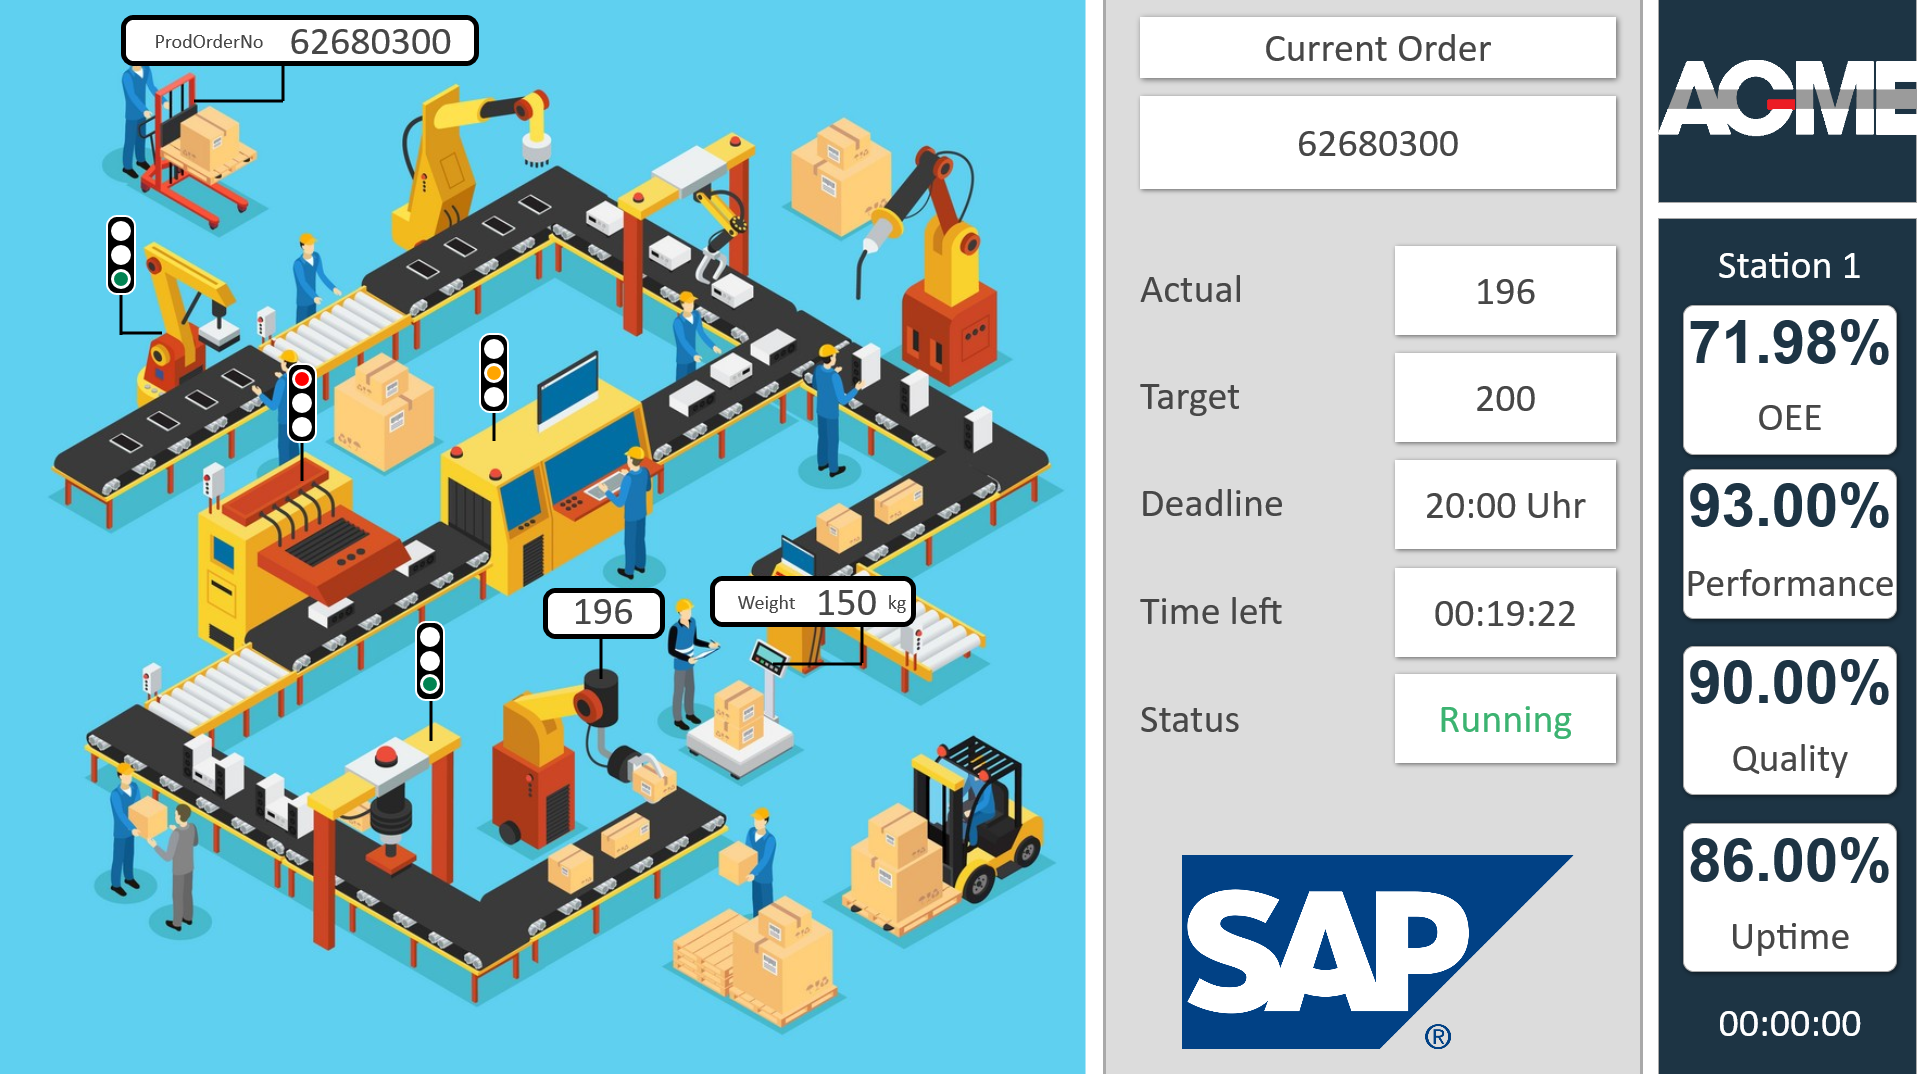 ProdOrderNo 62680300
196
Weight 150 kg
Current Order
62680300
Actual 196
Target 200
Deadline 20:00 Uhr
Time left 00:19:22
Status Running
SAP
®
ACME
Station 1
71.98%
OEE
93.00%
Performance
90.00%
Quality
86.00%
Uptime
00:00:00